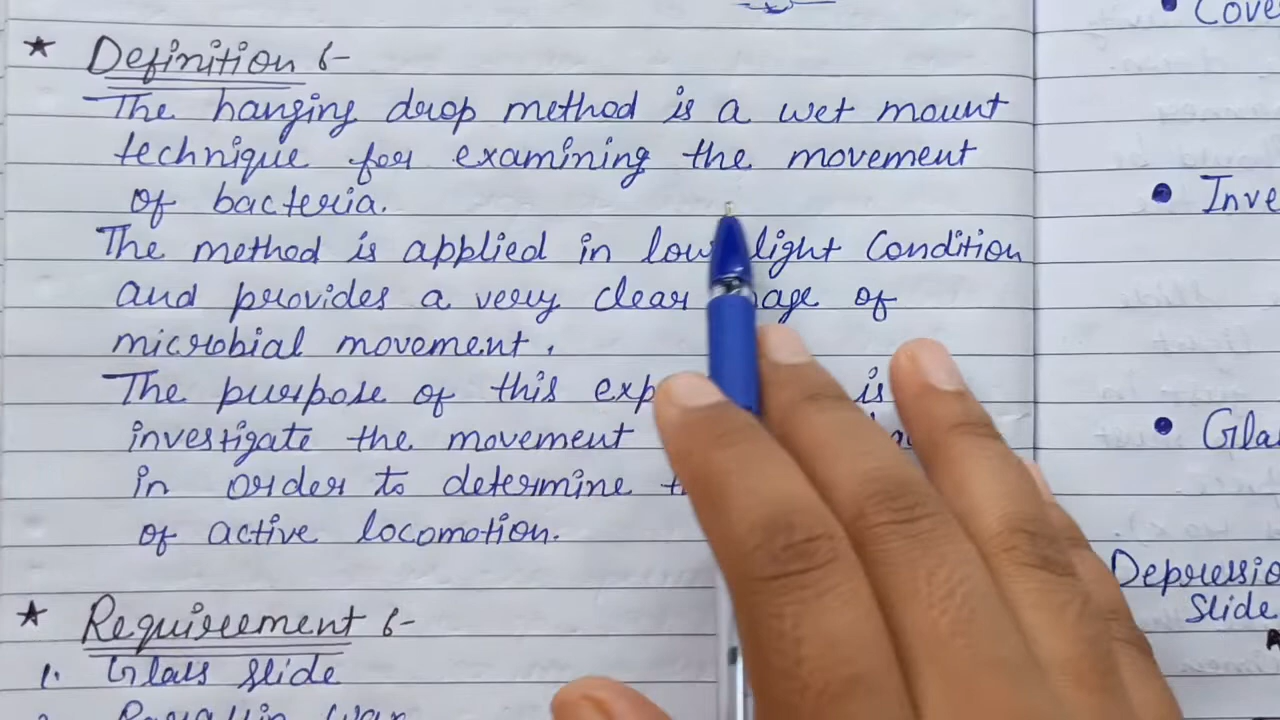 ★ Definition :-
The hanging drop method is a wet mount
technique for examining the movement
of bacteria.
The method is applied in low light Condition
and provides a very clear of
microbial movement.
The purpose of this is
investigate the movement
in order to determine
of active locomotion.
★ Requirement :-
1. Glass slide
• Inve
• Gla
Depressio
Slide
• Cove